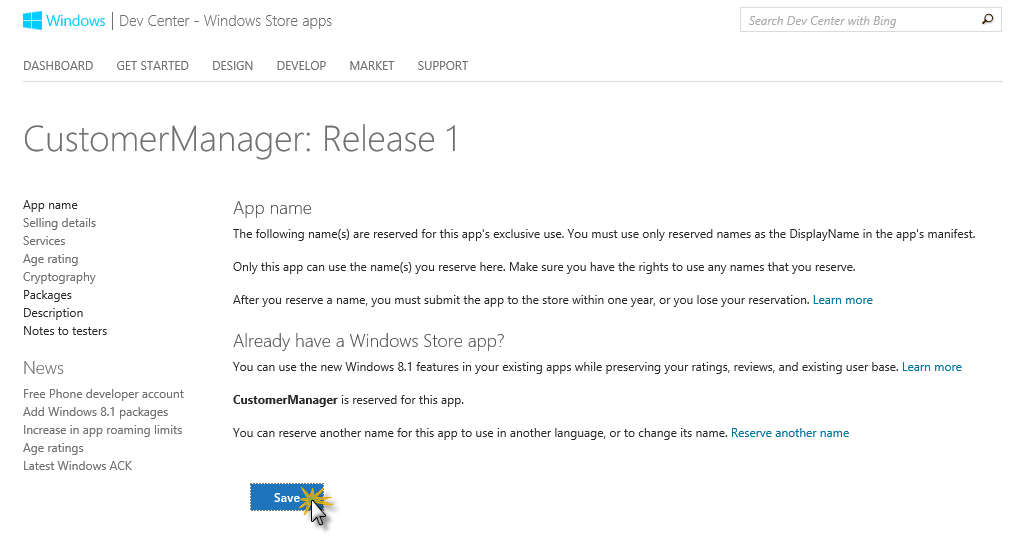 Windows | Dev Center - Windows Store apps
Search Dev Center with Bing
DASHBOARD GET STARTED DESIGN DEVELOP MARKET SUPPORT
CustomerManager: Release 1
App name
Selling details
Services
Age rating
Cryptography
Packages
Description
Notes to testers
News
Free Phone developer account
Add Windows 8.1 packages
Increase in app roaming limits
Age ratings
Latest Windows ACK
App name
The following name(s) are reserved for this app's exclusive use. You must use only reserved names as the DisplayName in the app's manifest.
Only this app can use the name(s) you reserve here. Make sure you have the rights to use any names that you reserve.
After you reserve a name, you must submit the app to the store within one year, or you lose your reservation. Learn more
Already have a Windows Store app?
You can use the new Windows 8.1 features in your existing apps while preserving your ratings, reviews, and existing user base. Learn more
CustomerManager is reserved for this app.
You can reserve another name for this app to use in another language, or to change its name. Reserve another name
Save